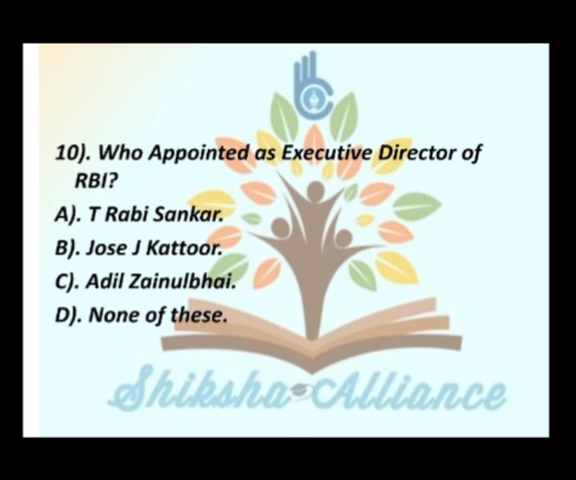 10). Who Appointed as Executive Director of
RBI?
A). T Rabi Sankar.
B). Jose J Kattoor.
C). Adil Zainulbhai.
D). None of these.
Shiksha Alliance